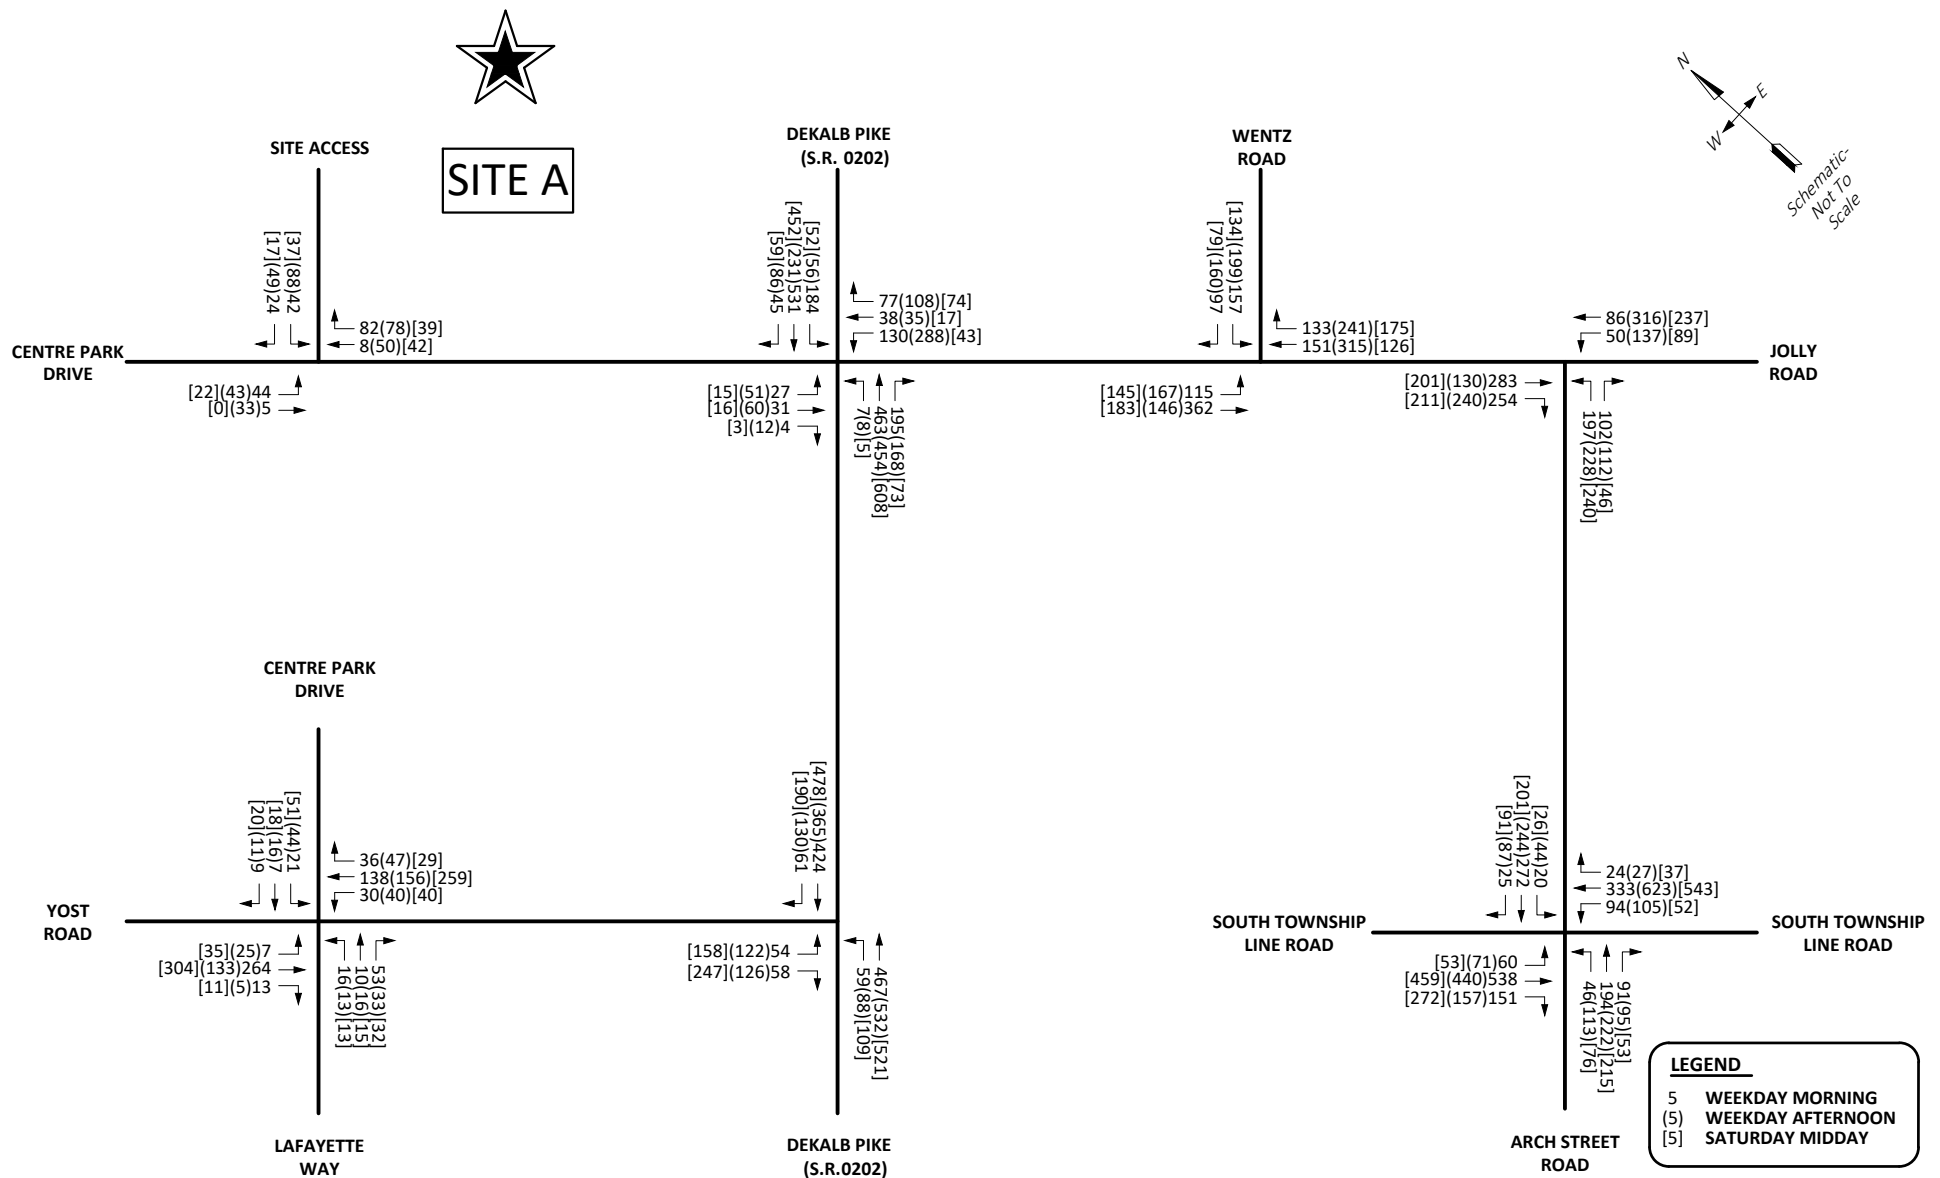 SITE A
N
E
W
Schematic-
Not To
Scale
SITE ACCESS
DEKALB PIKE
(S.R. 0202)
WENTZ
ROAD
[17](49)24
[37](88)42
82(78)[39]
8(50)[42]
CENTRE PARK
DRIVE
[22](43)44
[0](33)5
[59](86)45
[452](231)531
[52](56)184
77(108)[74]
38(35)[17]
130(288)[43]
[15](51)27
[16](60)31
[3](12)4
7(8)[5]
463(454)[608]
195(168)[73]
[79](160)97
[134](199)157
133(241)[175]
151(315)[126]
[145](167)115
[183](146)362
86(316)[237]
50(137)[89]
JOLLY
ROAD
[201](130)283
[211](240)254
197(228)[240]
102(112)[46]
CENTRE PARK
DRIVE
[20](11)9
[18](16)7
[51](44)21
36(47)[29]
138(156)[259]
30(40)[40]
YOST
ROAD
[35](25)7
[304](133)264
[11](5)13
16(13)[13]
10(16)[15]
53(33)[32]
LAFAYETTE
WAY
[190](130)61
[478](365)424
[158](122)54
[247](126)58
59(88)[109]
467(532)[521]
DEKALB PIKE
(S.R.0202)
[91](87)25
[201](244)272
[26](44)20
24(27)[37]
333(623)[543]
94(105)[52]
SOUTH TOWNSHIP
LINE ROAD
SOUTH TOWNSHIP
LINE ROAD
[53](71)60
[459](440)538
[272](157)151
46(113)[76]
194(222)[215]
91(95)[53]
ARCH STREET
ROAD
LEGEND
5 WEEKDAY MORNING
(5) WEEKDAY AFTERNOON
[5] SATURDAY MIDDAY